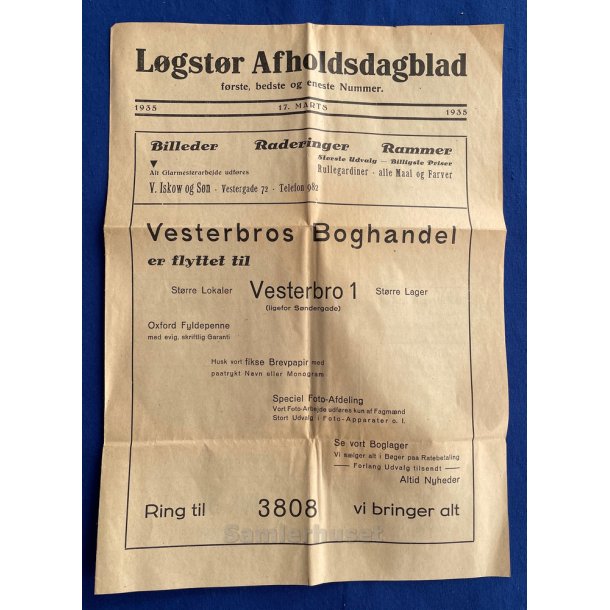 Løgstør Afholdsdagblad
første, bedste og eneste Nummer.
1935 17. MARTS 1935
Billeder Raderinger Rammer
Største Udvalg — Billigste Priser
Alt Glarmesterarbejde udføres
Rullegardiner - alle Maal og Farver
V. Iskow og Søn - Vestergade 72 - Telefon 982
Vesterbros Boghandel
er flyttet til
Større Lokaler Vesterbro 1 Større Lager
(ligefor Søndergade)
Oxford Fyldepenne
med evig, skriftlig Garanti
Husk vort fikse Brevpapir med
paatrykt Navn eller Monogram
Speciel Foto-Afdeling
Vort Foto-Arbejde udføres kun af Fagmænd
Stort Udvalg i Foto-Apparater o. l.
Se vort Boglager
Vi sælger alt i Bøger paa Ratebetaling
Forlang Udvalg tilsendt
Altid Nyheder
Ring til 3808 vi bringer alt
Samlerhuset